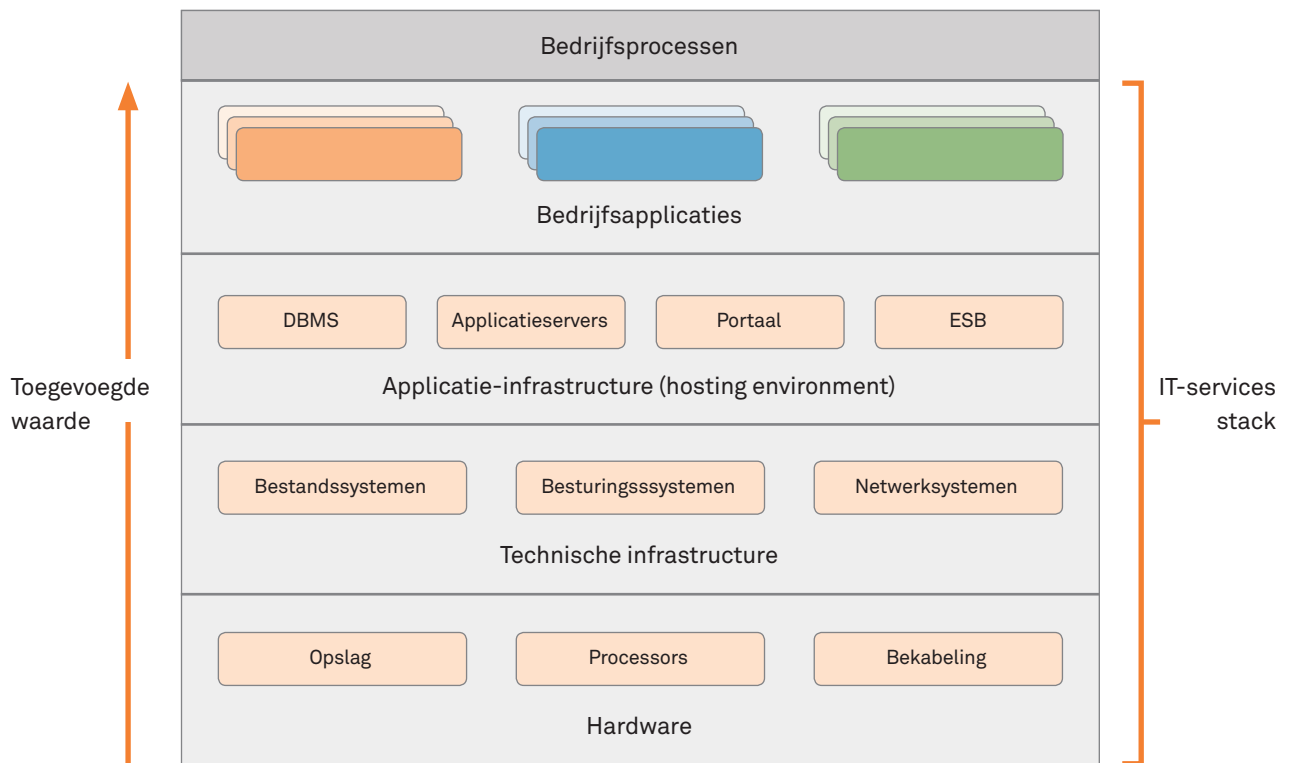 Bedrijfsprocessen
Bedrijfsapplicaties
DBMS
Applicatieservers
Portaal
ESB
Applicatie-infrastructure (hosting environment)
Toegevoegde
waarde
IT-services
stack
Bestandssystemen
Besturingsssystemen
Netwerksystemen
Technische infrastructure
Opslag
Processors
Bekabeling
Hardware